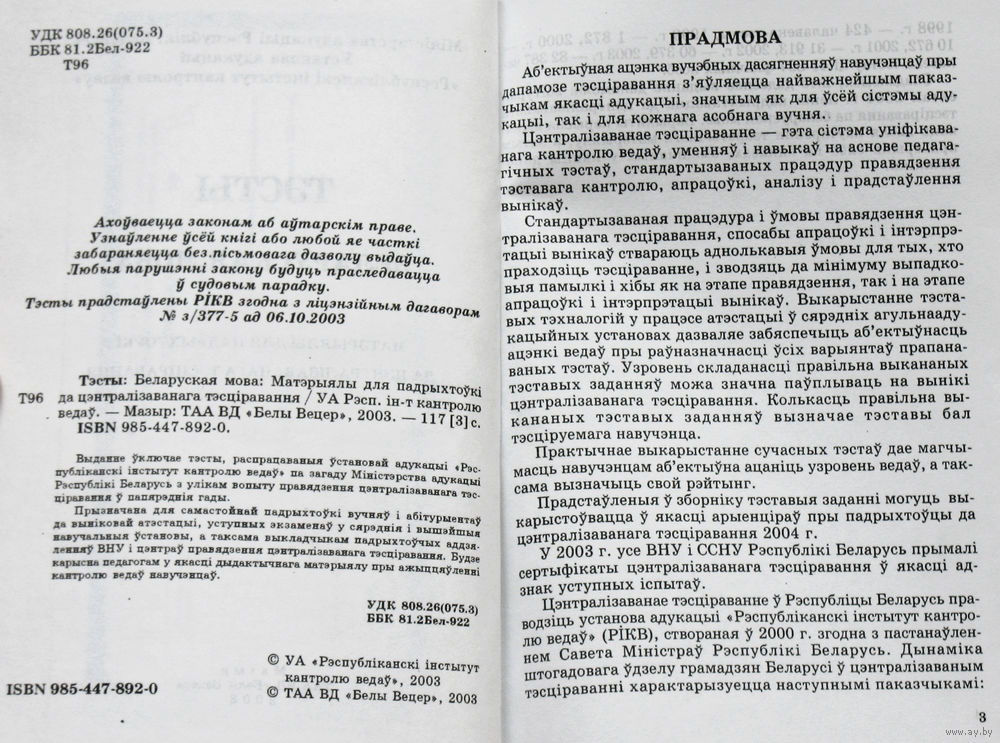 УДК 808.26(075.3)
ББК 81.2Бел-922
Т96
Ахоўваецца законам аб аўтарскім праве.
Узнаўленне ўсёй кнігі або любой яе часткі
забараняецца без пісьмовага дазволу выдаўца.
Любыя парушэнні закону будуць праследавацца
ў судовым парадку.
Тэсты прадстаўлены РІКВ згодна з ліцэнзійным дагаворам
№ з/377-5 ад 06.10.2003
Тэсты: Беларуская мова: Матэрыялы для падрыхтоўкі
Т96 да цэнтралізаванага тэсціравання / УА Рэсп. ін-т кантролю
ведаў. — Мазыр: ТАА ВД «Белы Вецер», 2003. — 117 [3] с.
ISBN 985-447-892-0.
Выданне ўключае тэсты, распрацаваныя ўстановай адукацыі «Рэс-
публіканскі інстытут кантролю ведаў» па загаду Міністэрства адукацыі
Рэспублікі Беларусь з улікам вопыту правядзення цэнтралізаванага тэс-
ціравання ў папярэднія гады.
Прызначана для самастойнай падрыхтоўкі вучняў і абітурыентаў
да выніковай атэстацыі, уступных экзаменаў у сярэднія і вышэйшыя
навучальныя ўстановы, а таксама выкладчыкам падрыхтоўчых аддзя-
ленняў ВНУ і цэнтраў правядзення цэнтралізаванага тэсціравання. Будзе
карысна педагогам у якасці дыдактычнага матэрыялу пры ажыццяўленні
кантролю ведаў навучэнцаў.
УДК 808.26(075.3)
ББК 81.2Бел-922
© УА «Рэспубліканскі інстытут
кантролю ведаў», 2003
ISBN 985-447-892-0
© ТАА ВД «Белы Вецер», 2003
ПРАДМОВА
Аб'ектыўная ацэнка вучэбных дасягненняў навучэнцаў пры
дапамозе тэсціравання з'яўляецца найважнейшым паказ-
чыкам якасці адукацыі, значным як для ўсёй сістэмы аду-
кацыі, так і для кожнага асобнага вучня.
Цэнтралізаванае тэсціраванне — гэта сістэма уніфікава-
нага кантролю ведаў, уменняў і навыкаў на аснове педага-
гічных тэстаў, стандартызаваных працэдур правядзення
тэставага кантролю, апрацоўкі, аналізу і прадстаўлення
вынікаў.
Стандартызаваная працэдура і ўмовы правядзення цэн-
тралізаванага тэсціравання, спосабы апрацоўкі і інтэрпрэ-
тацыі вынікаў ствараюць аднолькавыя ўмовы для тых, хто
праходзіць тэсціраванне, і зводзяць да мінімуму выпадко-
выя памылкі і хібы як на этапе правядзення, так і на этапе
апрацоўкі і інтэрпрэтацыі вынікаў. Выкарыстанне тэста-
вых тэхналогій у працэсе атэстацыі ў сярэдніх агульнааду-
кацыйных установах дазваляе забяспечыць аб'ектыўнасць
ацэнкі ведаў пры раўназначнасці ўсіх варыянтаў прапана-
ваных тэстаў. Узровень складанасці правільна выкананых
тэставых заданняў можа значна паўплываць на вынікі
цэнтралізаванага тэсціравання. Колькасць правільна вы-
кананых тэставых заданняў вызначае тэставы бал
тэсціруемага навучэнца.
Практычнае выкарыстанне сучасных тэстаў дае магчы-
масць навучэнцам аб'ектыўна ацаніць узровень ведаў, а так-
сама вызначыць свой рэйтынг.
Прадстаўленыя ў зборніку тэставыя заданні могуць вы-
карыстоўвацца ў якасці арыенціраў пры падрыхтоўцы да
цэнтралізаванага тэсціравання 2004 г.
У 2003 г. усе ВНУ і ССНУ Рэспублікі Беларусь прымалі
сертыфікаты цэнтралізаванага тэсціравання ў якасці ад-
знак уступных іспытаў.
Цэнтралізаванае тэсціраванне ў Рэспубліцы Беларусь пра-
водзіць установа адукацыі «Рэспубліканскі інстытут кантро-
лю ведаў» (РІКВ), створаная ў 2000 г. згодна з пастанаўлен-
нем Савета Міністраў Рэспублікі Беларусь. Дынаміка
штогадовага ўдзелу грамадзян Беларусі ў цэнтралізаваным
тэсціраванні характарызуецца наступнымі паказчыкамі:
3
www.ay.by